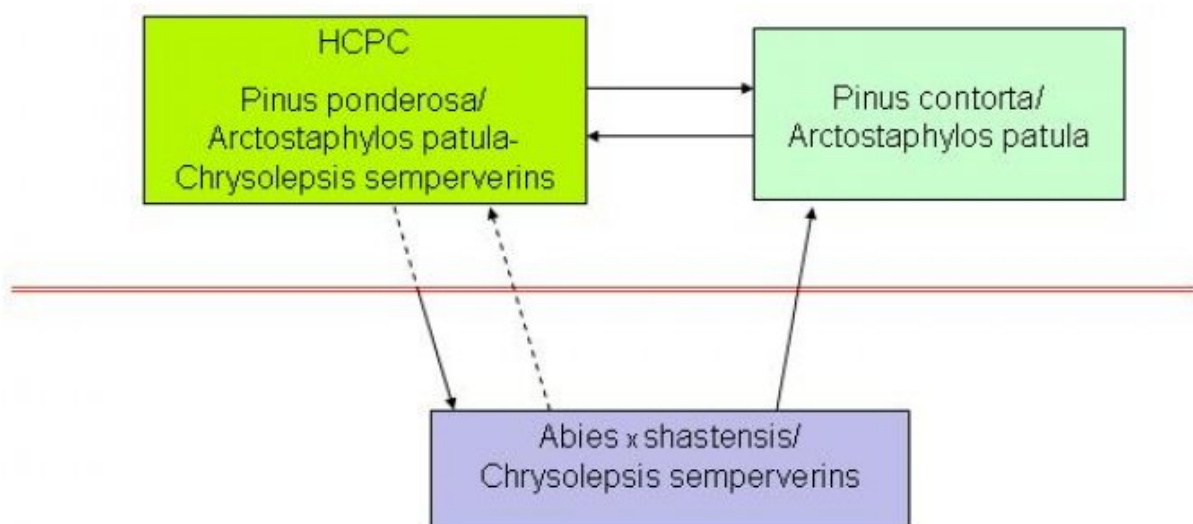 HCPC
Pinus ponderosa/
Arctostaphylos patula-
Chrysolepsis semperverins
Pinus contorta/
Arctostaphylos patula
Abies x shastensis/
Chrysolepsis semperverins